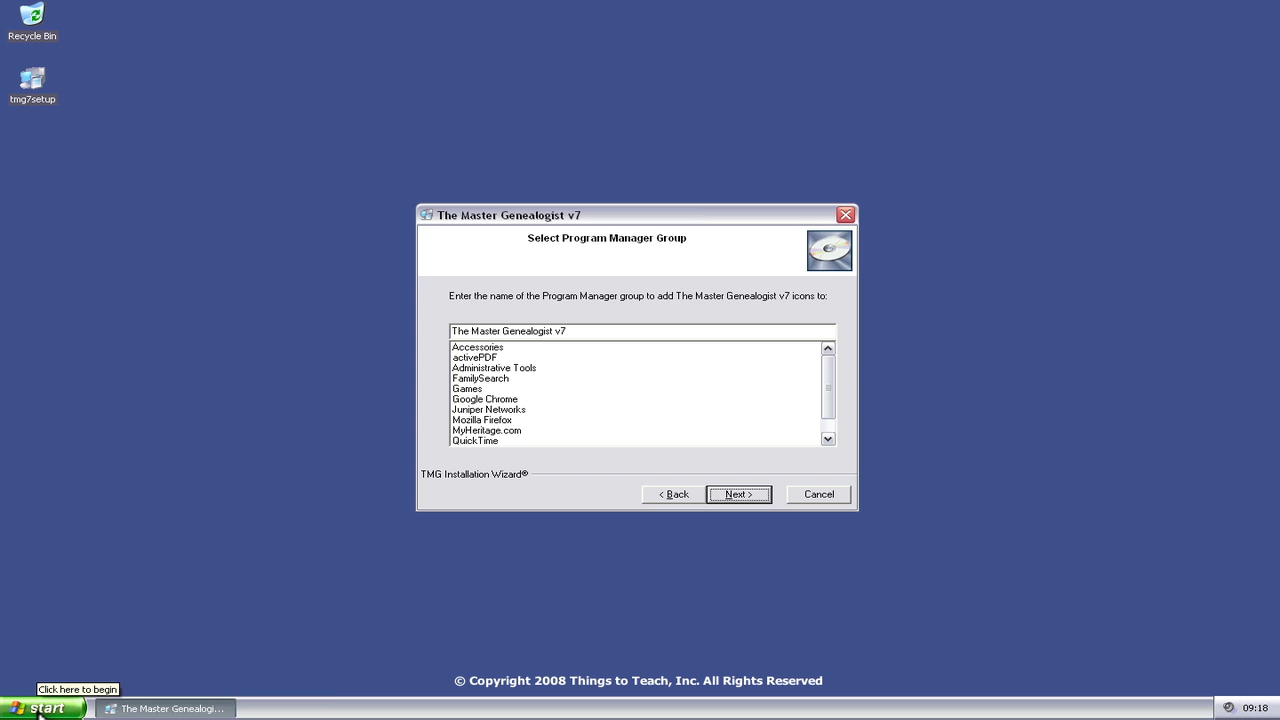 Recycle Bin
tmg7setup
The Master Genealogist v7
Select Program Manager Group
Enter the name of the Program Manager group to add The Master Genealogist v7 icons to:
The Master Genealogist v7
Accessories
activePDF
Administrative Tools
FamilySearch
Games
Google Chrome
Juniper Networks
Mozilla Firefox
MyHeritage.com
QuickTime
TMG Installation Wizard®
< Back
Next >
Cancel
© Copyright 2008 Things to Teach, Inc. All Rights Reserved
Click here to begin
start
The Master Genealogi...
09:18